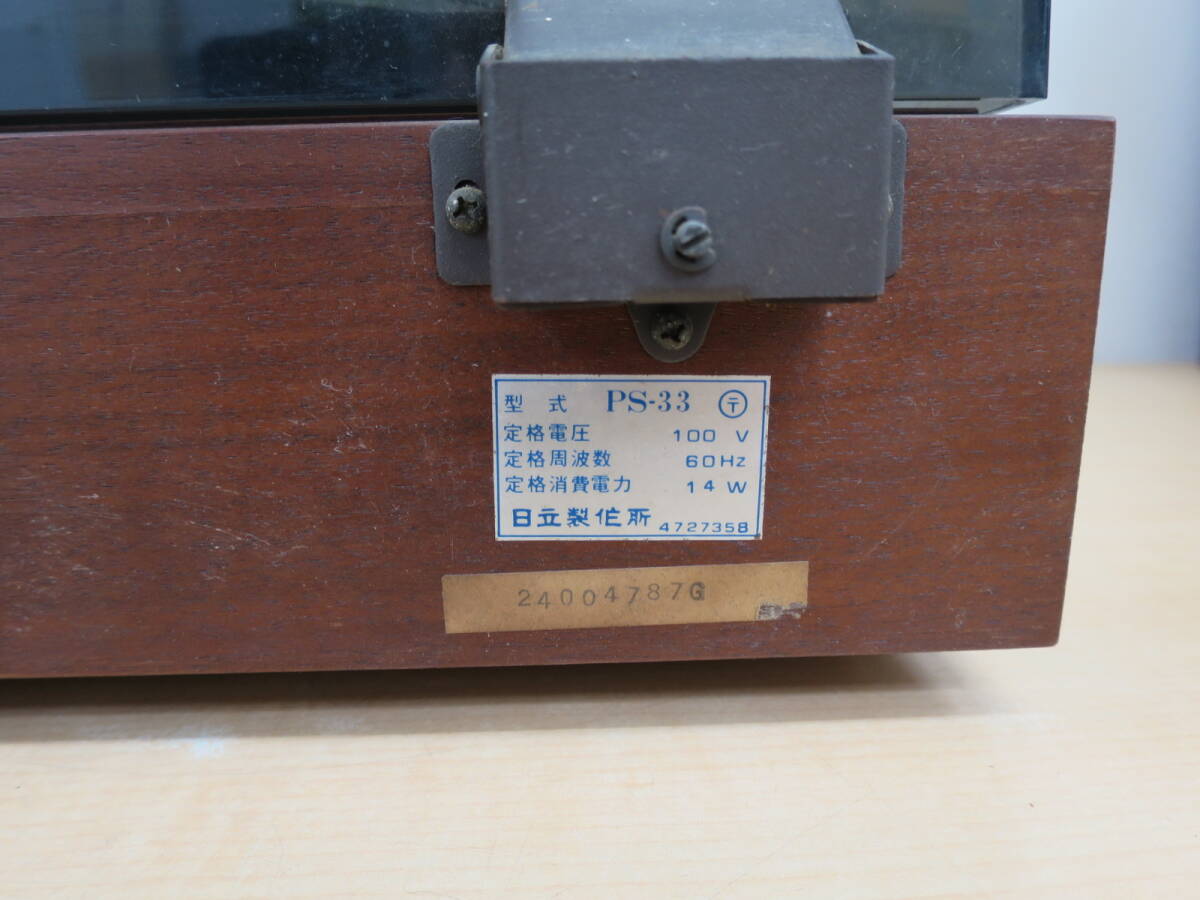 型式 PS-33 〶
定格電圧 100 V
定格周波数 60Hz
定格消費電力 14 W
日立製作所 4727358
24004787G